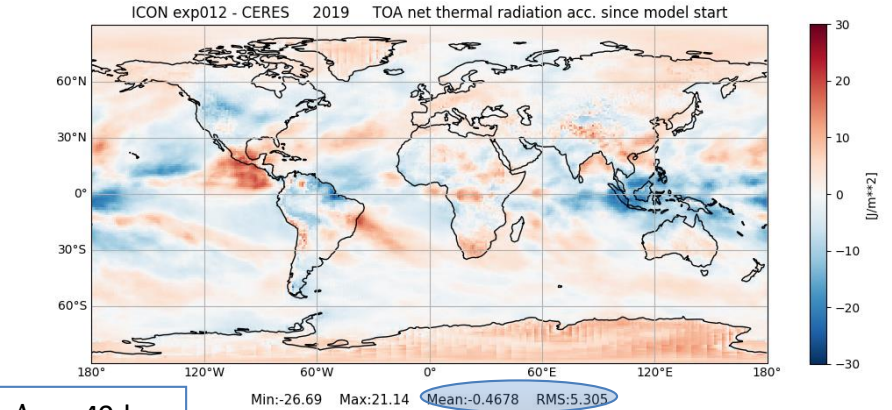 ICON exp012 - CERES 2019 TOA net thermal radiation acc. since model start
30
20
10
0
−10
−20
−30
[J/m**2]
60°N
30°N
0°
30°S
60°S
180° 120°W 60°W 0° 60°E 120°E 180°
Min:-26.69 Max:21.14 Mean:-0.4678 RMS:5.305